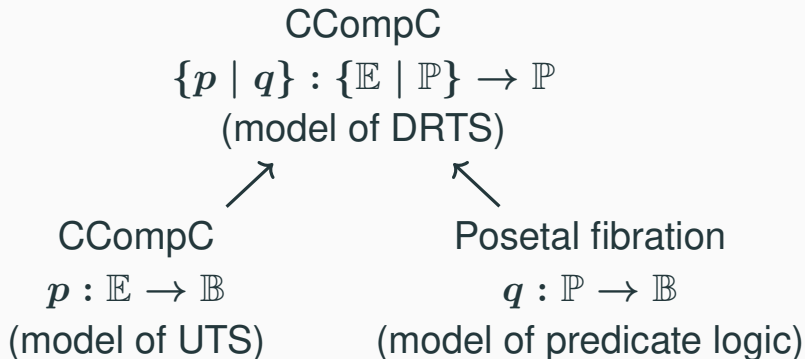 CCompC
{p | q} : {𝔼 | ℙ} → ℙ
(model of DRTS)
CCompC
p : 𝔼 → 𝔹
(model of UTS)
Posetal fibration
q : ℙ → 𝔹
(model of predicate logic)